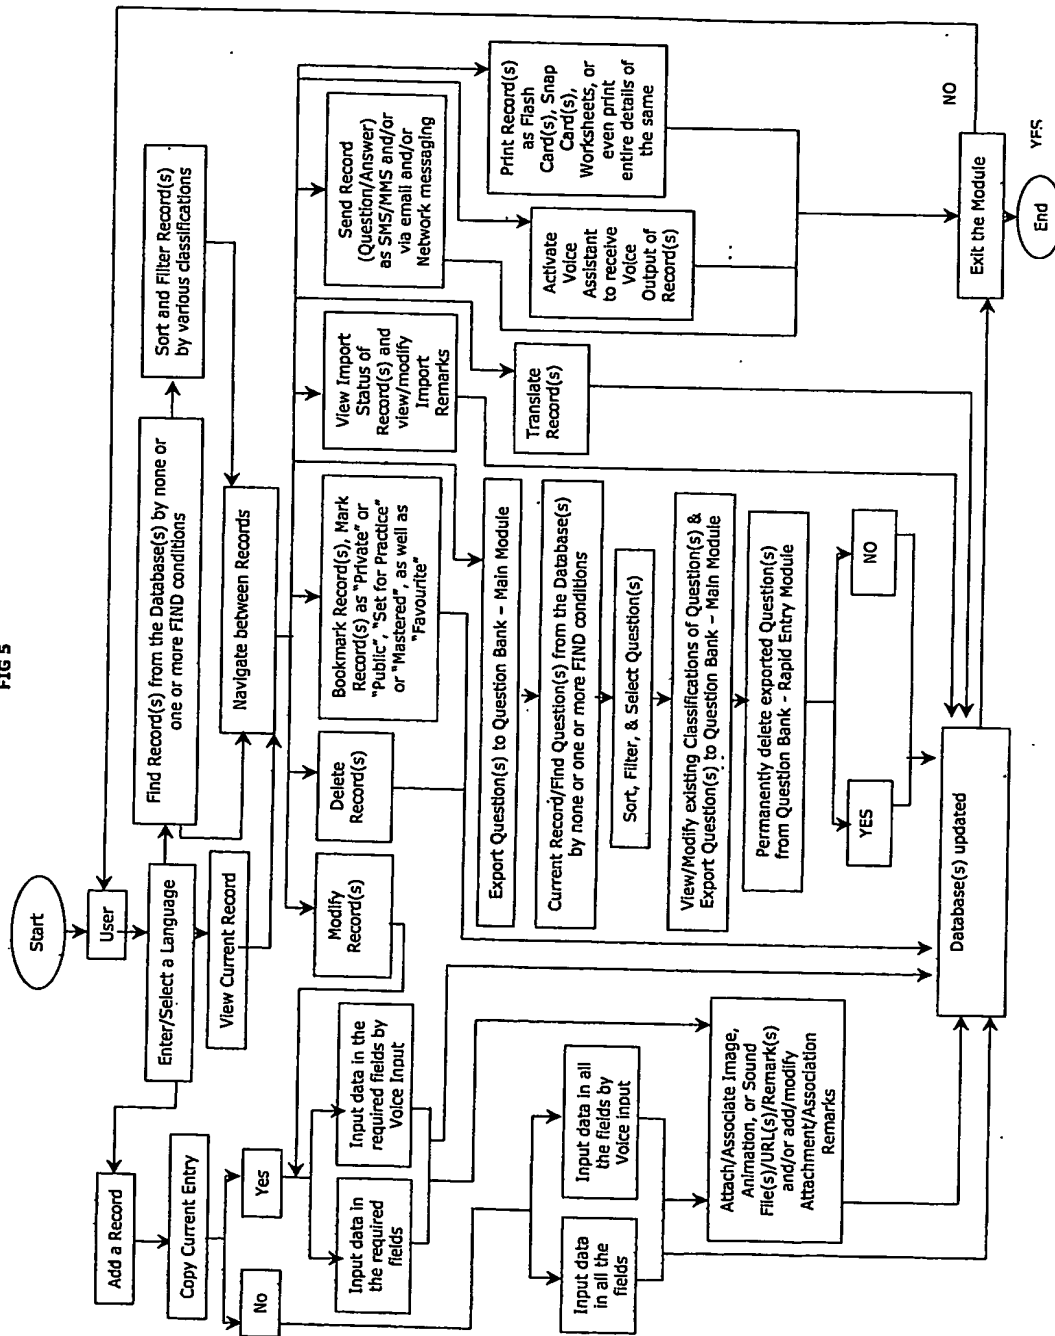 FIG 5
Start
User
Enter/Select a Language
View Current Record
Add a Record
Copy Current Entry
No
Yes
Find Record(s) from the Database(s) by none or
one or more FIND conditions
Sort and Filter Record(s)
by various classifications
Navigate between Records
Modify
Record(s)
Delete
Record(s)
Bookmark Record(s), Mark
Record(s) as "Private" or
"Public", "Set for Practice"
or "Mastered", as well as
"Favourite"
View Import
Status of
Record(s) and
view/modify
Import
Remarks
Send Record
(Question/Answer)
as SMS/MMS and/or
via email and/or
Network messaging
Print Record(s)
as Flash
Card(s), Snap
Card(s),
Worksheets, or
even print
entire details of
the same
Input data in
the required
fields
Input data in the
required fields by
Voice Input
Export Question(s) to Question Bank – Main Module
Translate
Record(s)
Activate
Voice
Assistant
to receive
Voice
Output of
Record(s)
Current Record/Find Question(s) from the Database(s)
by none or one or more FIND conditions
Sort, Filter, & Select Question(s)
View/Modify existing Classifications of Question(s) &
Export Question(s) to Question Bank – Main Module
Permanently delete exported Question(s)
from Question Bank - Rapid Entry Module
YES
NO
Input data
in all the
fields
Input data in all
the fields by
Voice input
Attach/Associate Image,
Animation, or Sound
File(s)/URL(s)/Remark(s)
and/or add/modify
Attachment/Association
Remarks
Database(s) updated
Exit the Module
NO
YES
End